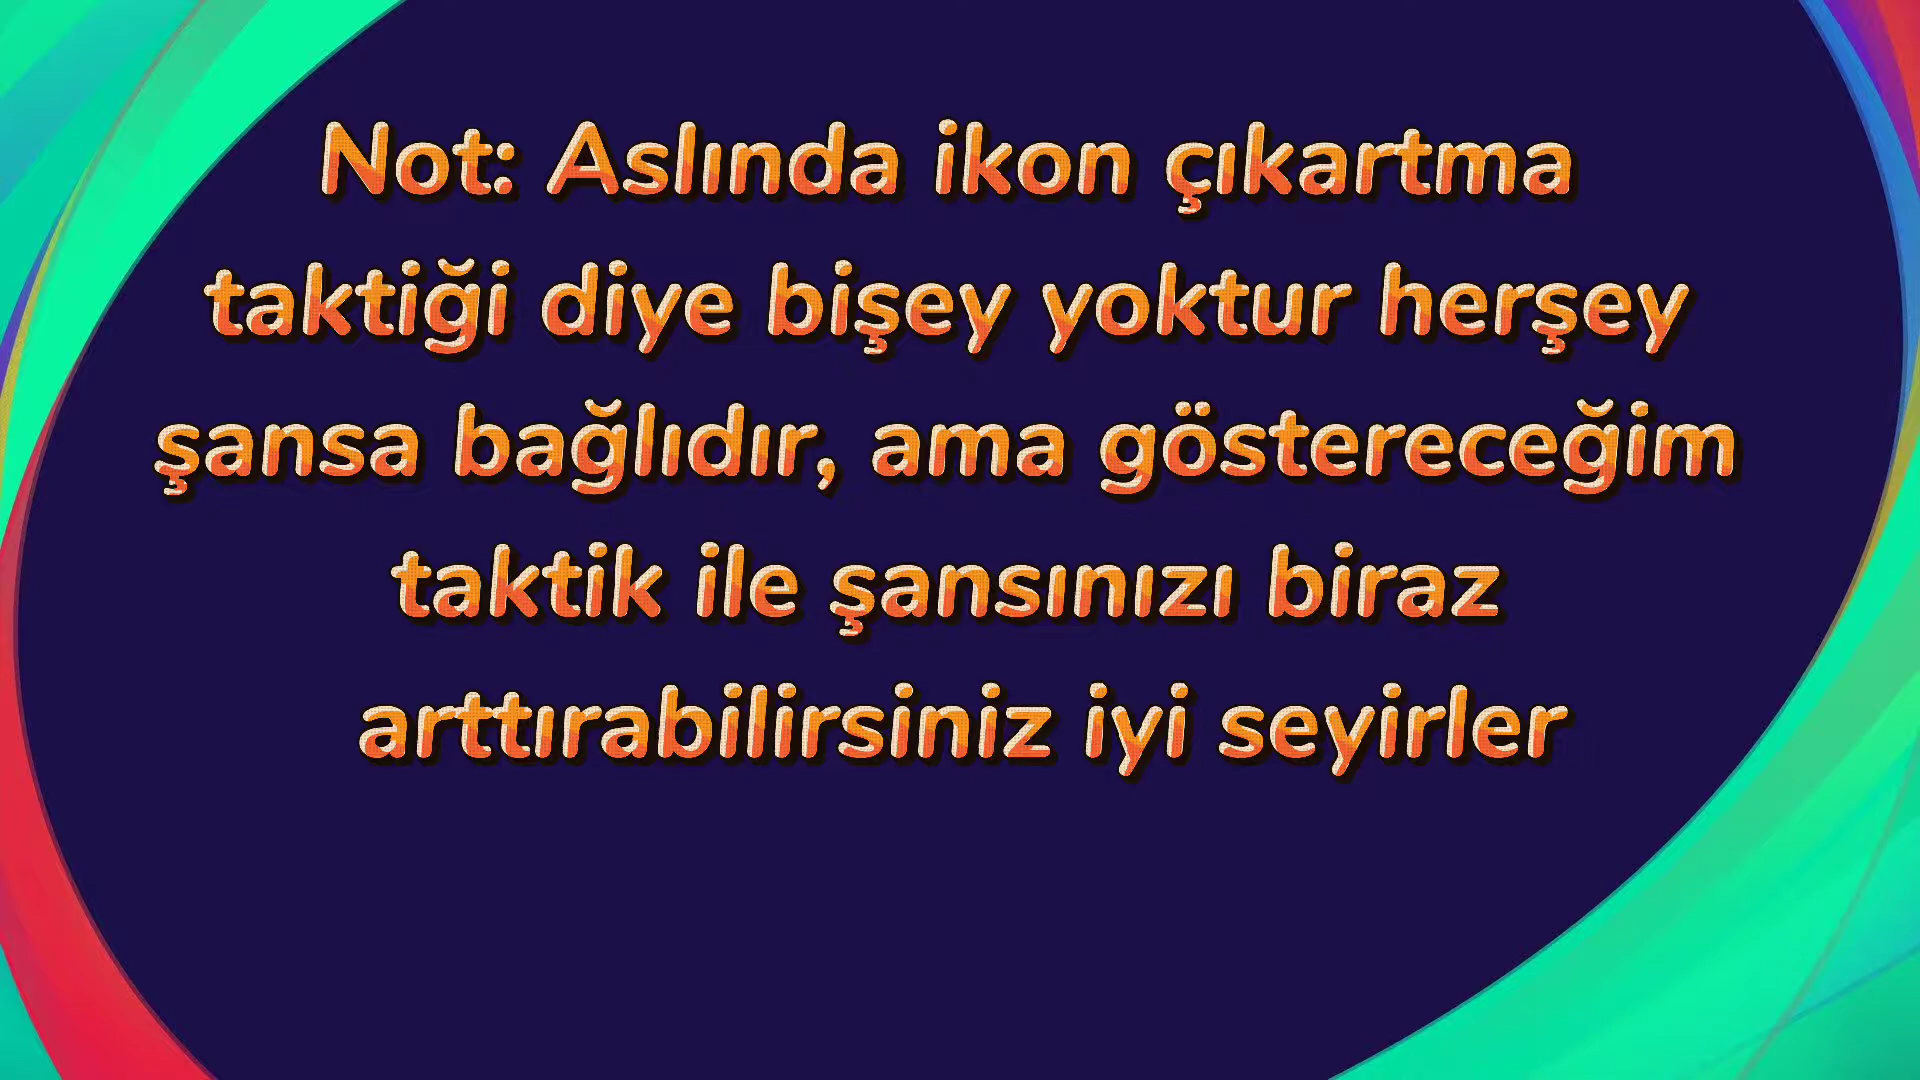 Not: Aslında ikon çıkartma
taktiği diye bişey yoktur herşey
şansa bağlıdır, ama göstereceğim
taktik ile şansınızı biraz
arttırabilirsiniz iyi seyirler